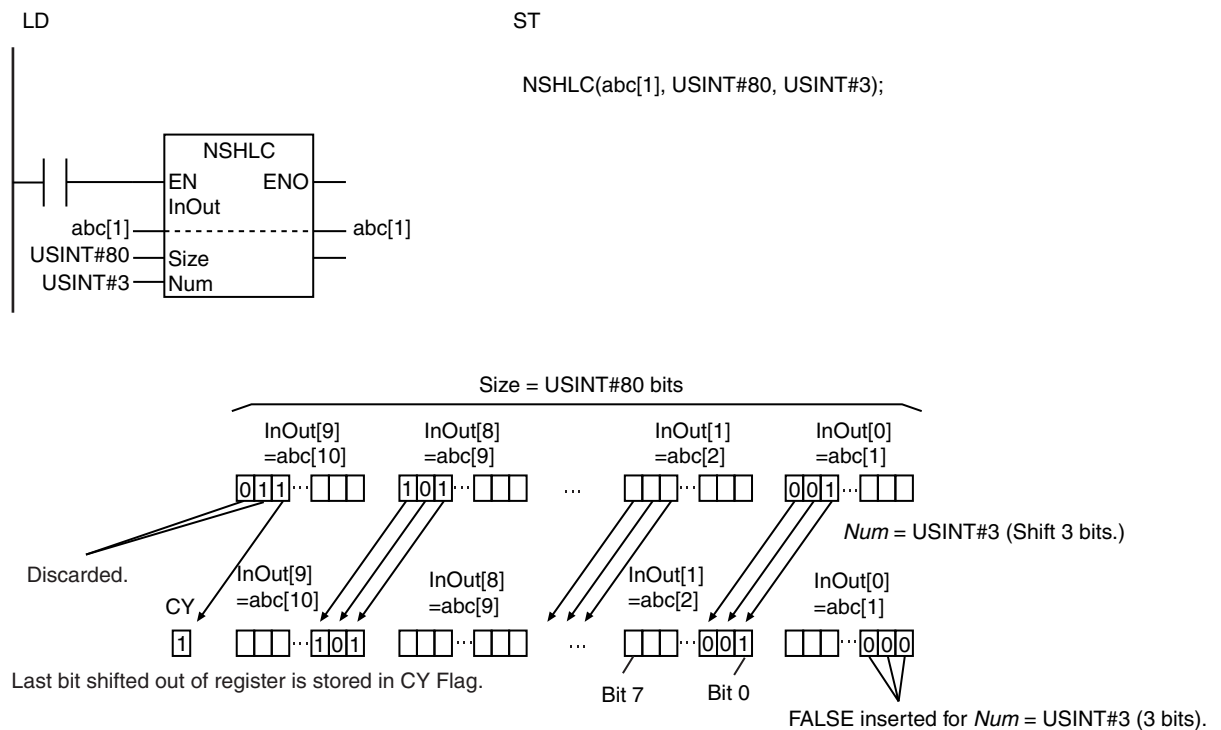 LD
ST
NSHLC(abc[1], USINT#80, USINT#3);
NSHLC
EN ENO
InOut
abc[1] abc[1]
USINT#80 Size
USINT#3 Num
Size = USINT#80 bits
InOut[9] InOut[8] InOut[1] InOut[0]
=abc[10] =abc[9] =abc[2] =abc[1]
0 1 1 ... 1 0 1 ... ... ... 0 0 1 ...
Num = USINT#3 (Shift 3 bits.)
Discarded.
InOut[9] InOut[8] InOut[1] InOut[0]
CY =abc[10] =abc[9] =abc[2] =abc[1]
1 ... 1 0 1 ... ... ... 0 0 1 ... 0 0 0
Last bit shifted out of register is stored in CY Flag.
Bit 7 Bit 0
FALSE inserted for Num = USINT#3 (3 bits).